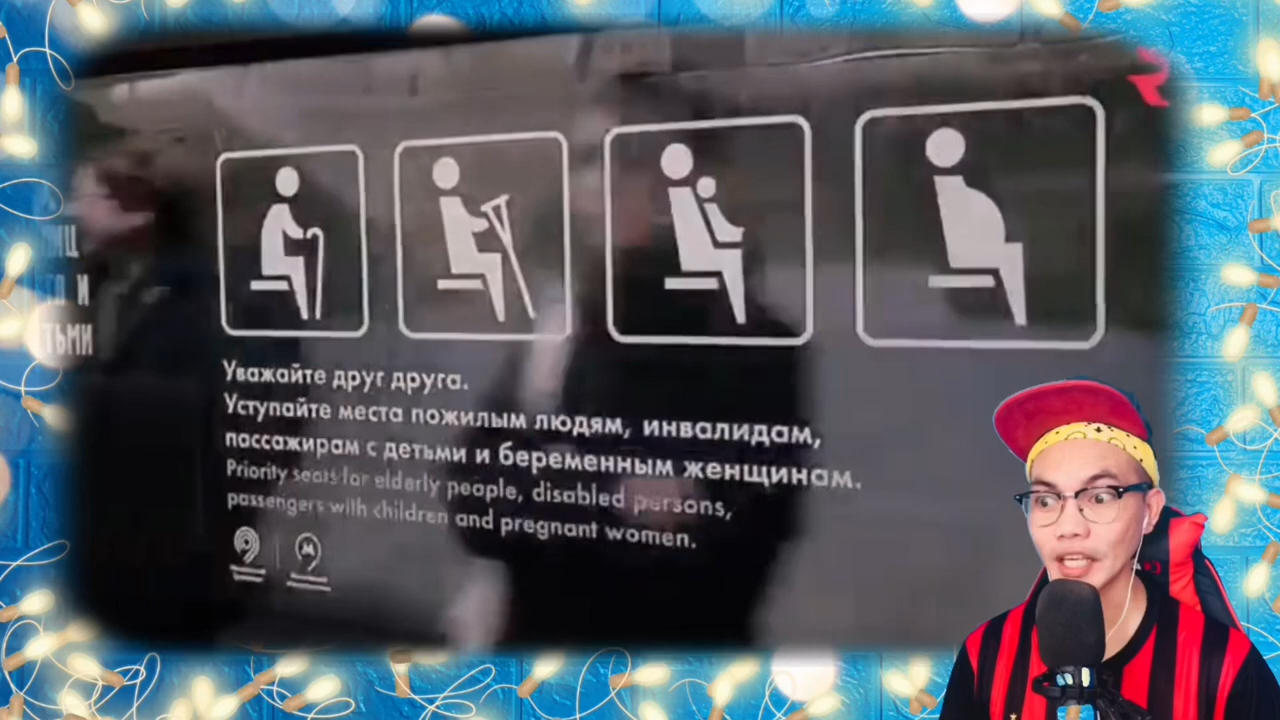 ТЬМИ
Уважайте друг друга.
Уступайте места пожилым людям, инвалидам,
пассажирам с детьми и беременным женщинам.
Priority seats for elderly people, disabled persons,
passengers with children and pregnant women.